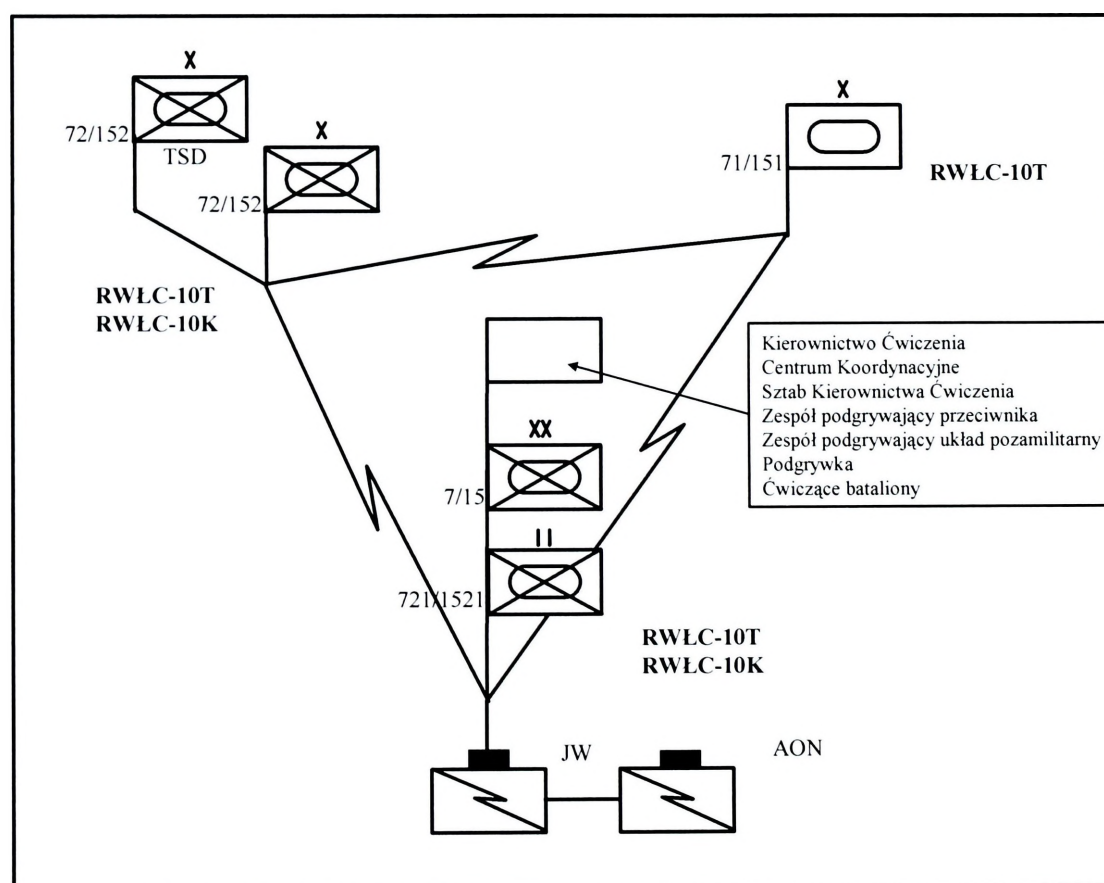 X
72/152
TSD
X
72/152
X
71/151
RWŁC-10T
RWŁC-10T
RWŁC-10K
Kierownictwo Ćwiczenia
Centrum Koordynacyjne
Sztab Kierownictwa Ćwiczenia
Zespół podgrywający przeciwnika
Zespół podgrywający układ pozamilitarny
Podgrywka
Ćwiczące bataliony
XX
7/15
II
721/1521
RWŁC-10T
RWŁC-10K
JW
AON